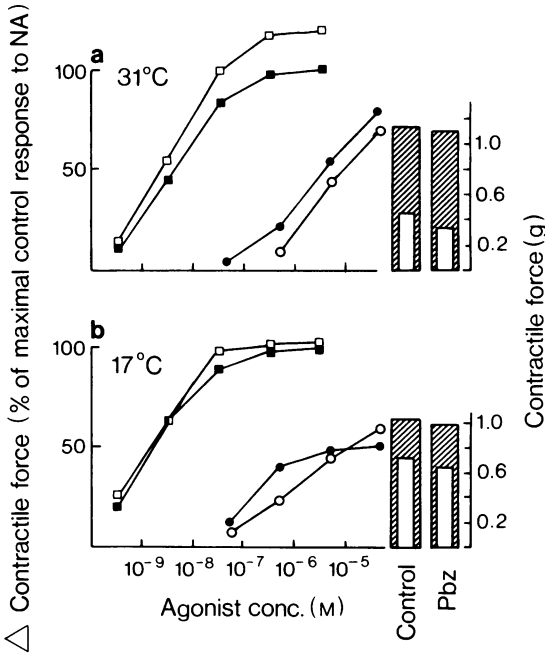 △ Contractile force (% of maximal control response to NA)
a
31°C
100
50
1.0
0.6
0.2
Contractile force (g)
b
17°C
100
50
1.0
0.6
0.2
10⁻⁹ 10⁻⁸ 10⁻⁷ 10⁻⁶ 10⁻⁵
Agonist conc. (M)
Control
Pbz